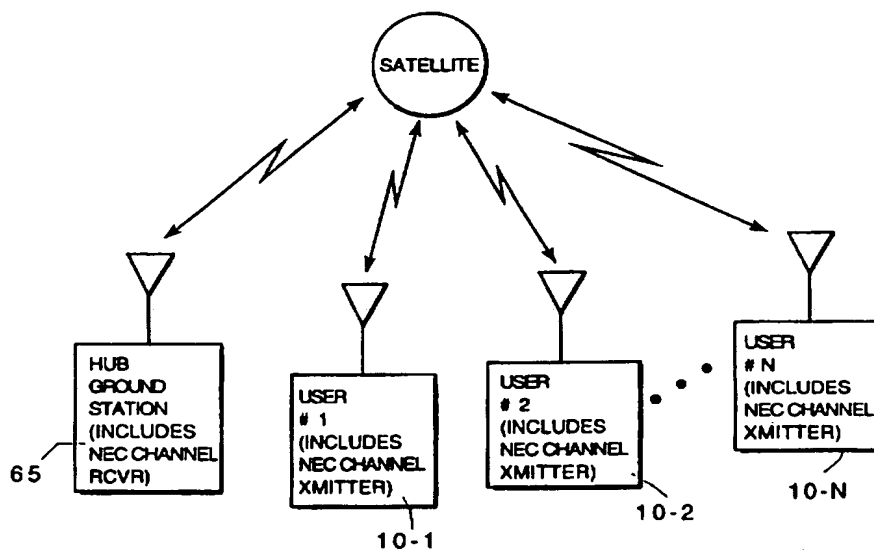 SATELLITE
HUB
GROUND
STATION
(INCLUDES
NEC CHANNEL
RCVR)
65
USER
# 1
(INCLUDES
NEC CHANNEL
XMITTER)
10-1
USER
# 2
(INCLUDES
NEC CHANNEL
XMITTER)
10-2
USER
# N
(INCLUDES
NEC CHANNEL
XMITTER)
10-N